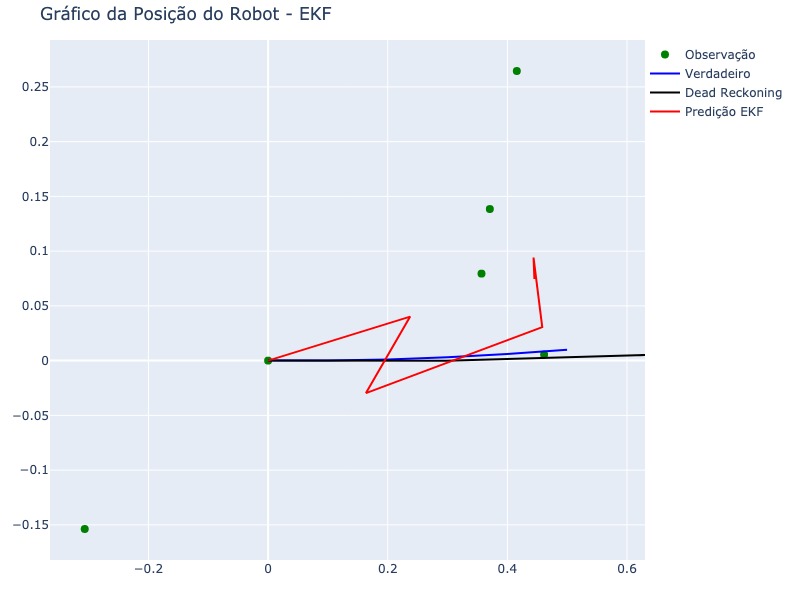 Gráfico da Posição do Robot - EKF
Observação
Verdadeiro
Dead Reckoning
Predição EKF
0.25
0.2
0.15
0.1
0.05
0
−0.05
−0.1
−0.15
−0.2
0
0.2
0.4
0.6